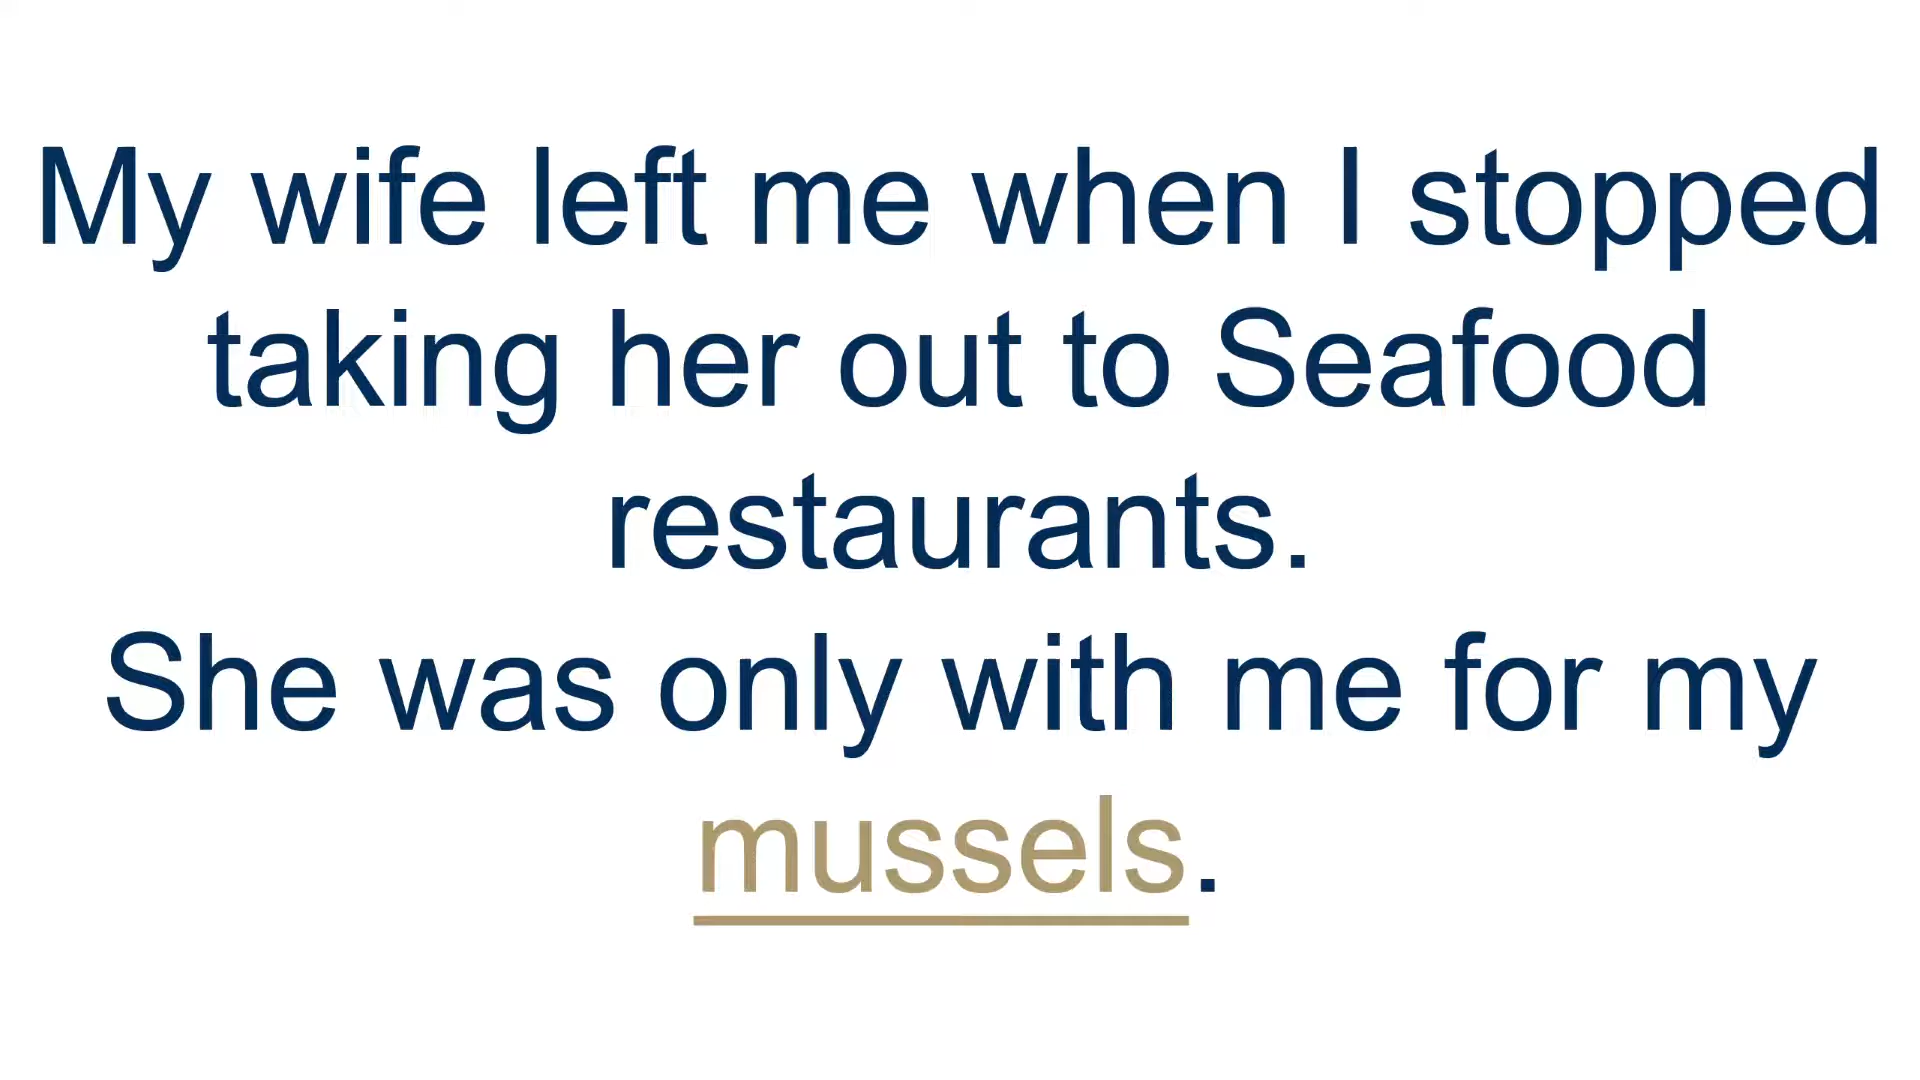 My wife left me when I stopped
taking her out to Seafood
restaurants.
She was only with me for my
mussels.